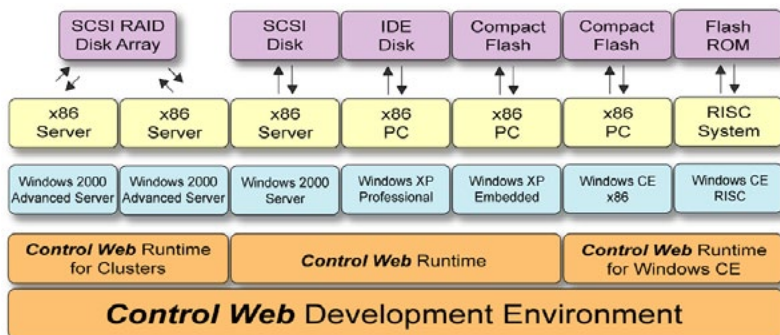 SCSI RAID
Disk Array
SCSI
Disk
IDE
Disk
Compact
Flash
Compact
Flash
Flash
ROM
x86
Server
x86
Server
x86
Server
x86
PC
x86
PC
x86
PC
RISC
System
Windows 2000
Advanced Server
Windows 2000
Advanced Server
Windows 2000
Server
Windows XP
Professional
Windows XP
Embedded
Windows CE
x86
Windows CE
RISC
Control Web Runtime
for Clusters
Control Web Runtime
Control Web Runtime
for Windows CE
Control Web Development Environment